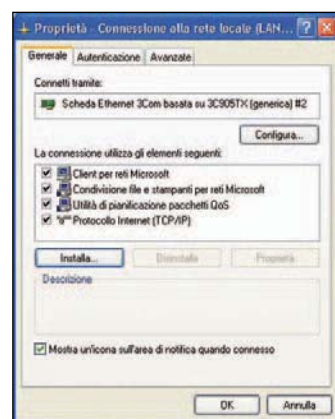 Proprietà - Connessione alla rete locale (LAN...
Generale Autenticazione Avanzate
Connetti tramite:
Scheda Ethernet 3Com basata su 3C905TX (generica) #2
Configura...
La connessione utilizza gli elementi seguenti:
Client per reti Microsoft
Condivisione file e stampanti per reti Microsoft
Utilità di pianificazione pacchetti QoS
Protocollo Internet (TCP/IP)
Installa... Disinstalla Proprietà
Descrizione
Mostra un'icona sull'area di notifica quando connesso
OK Annulla